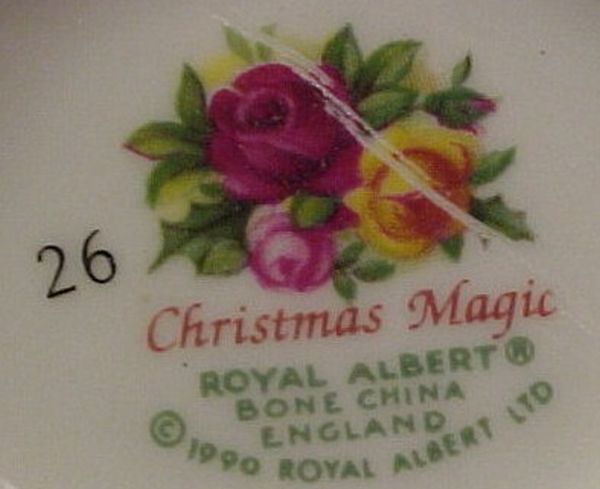 26
Christmas Magic
ROYAL ALBERT®
BONE CHINA
ENGLAND
© 1990 ROYAL ALBERT LTD